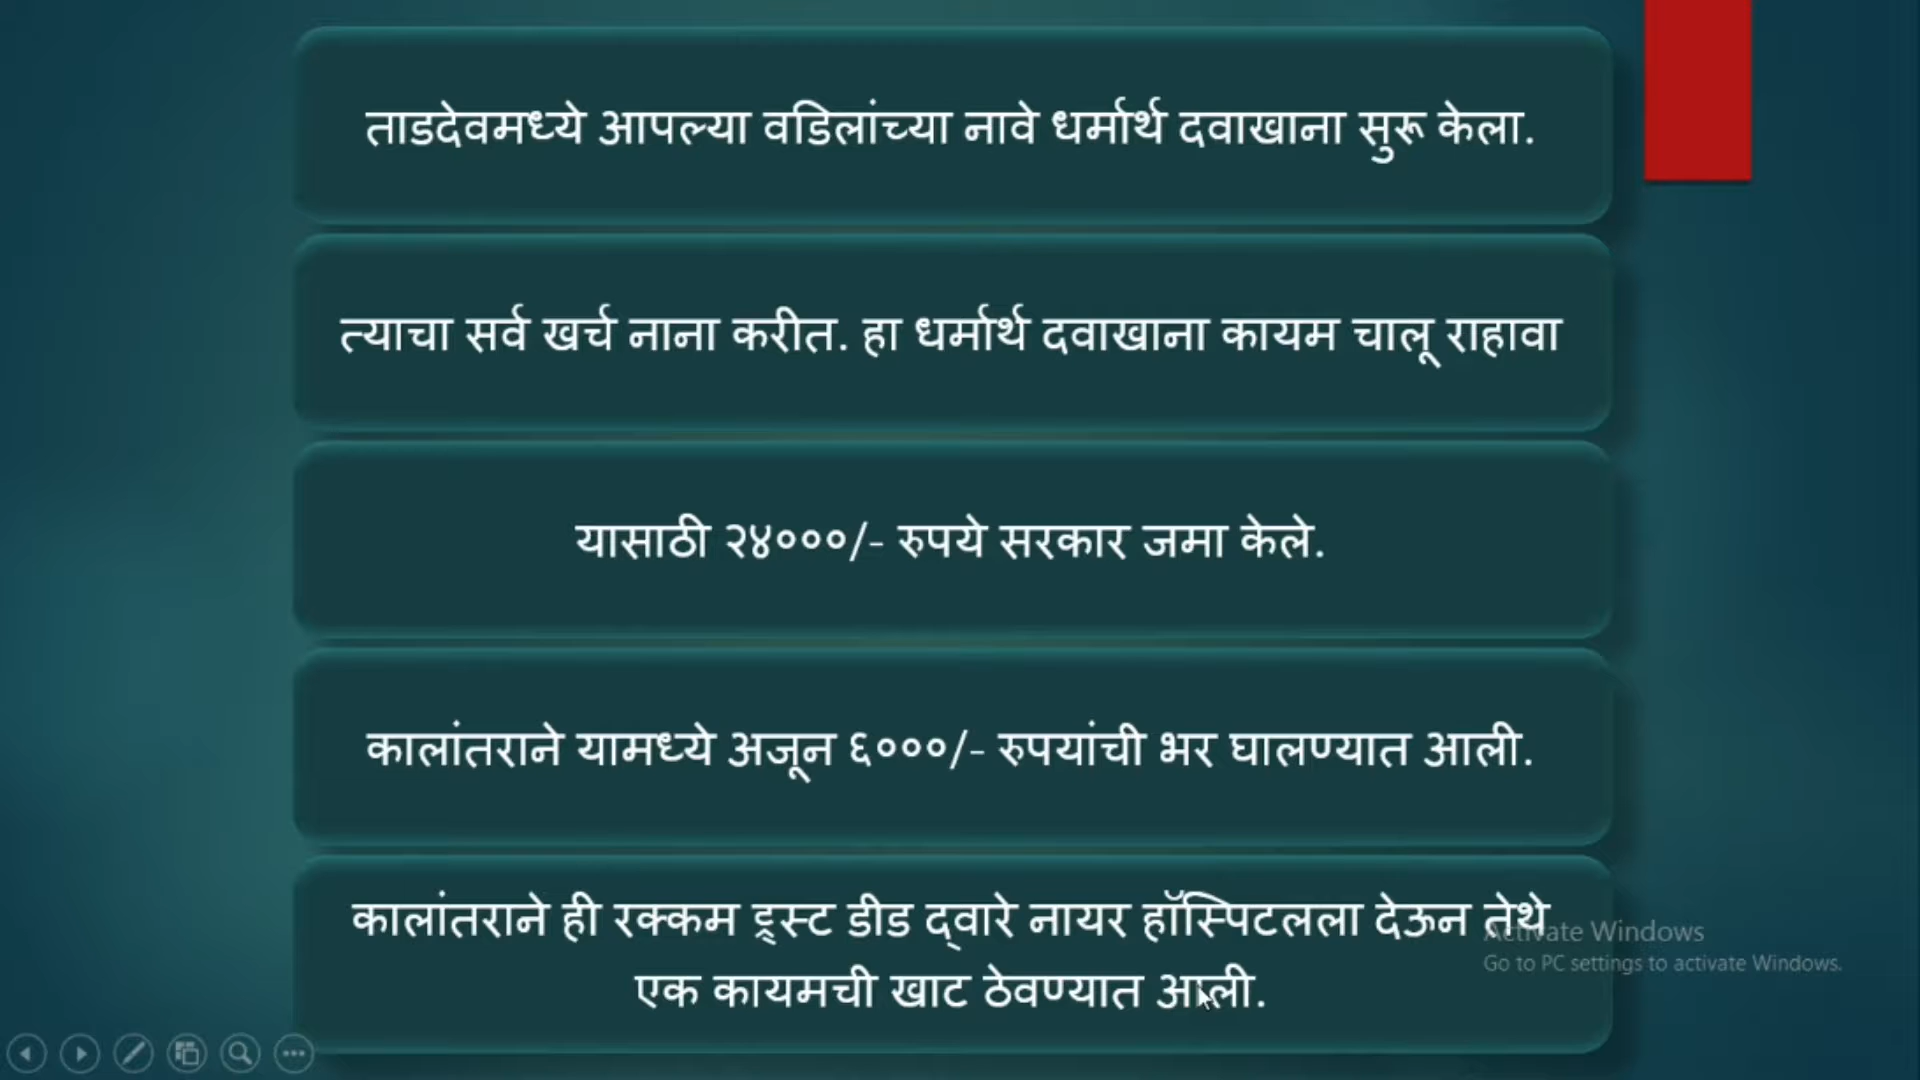 ताडदेवमध्ये आपल्या वडिलांच्या नावे धर्मार्थ दवाखाना सुरू केला.
त्याचा सर्व खर्च नाना करीत. हा धर्मार्थ दवाखाना कायम चालू राहावा
यासाठी २४०००/- रुपये सरकार जमा केले.
कालांतराने यामध्ये अजून ६०००/- रुपयांची भर घालण्यात आली.
कालांतराने ही रक्कम ड्र्स्ट डीड द्वारे नायर हॉस्पिटलला देऊन तेथे
एक कायमची खाट ठेवण्यात आली.
Activate Windows
Go to PC settings to activate Windows.